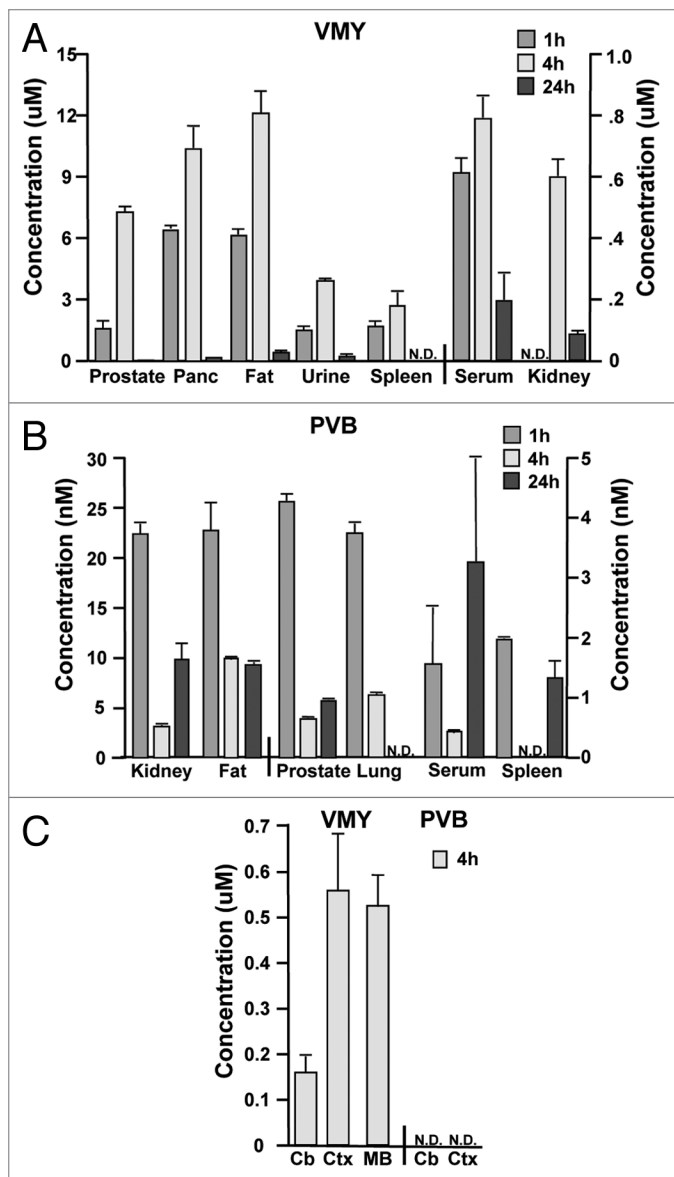 A
VMY
1h
4h
24h
Concentration (uM)
15
12
9
6
3
0
1.0
.8
.6
.4
.2
0
Concentration (uM)
N.D.
N.D.
Prostate Panc Fat Urine Spleen Serum Kidney
B
PVB
1h
4h
24h
Concentration (nM)
30
25
20
15
10
5
0
5
4
3
2
1
0
Concentration (nM)
N.D.
N.D.
Kidney Fat Prostate Lung Serum Spleen
C
VMY PVB
4h
Concentration (uM)
0.7
0.6
0.5
0.4
0.3
0.2
0.1
0
N.D. N.D.
Cb Ctx MB Cb Ctx